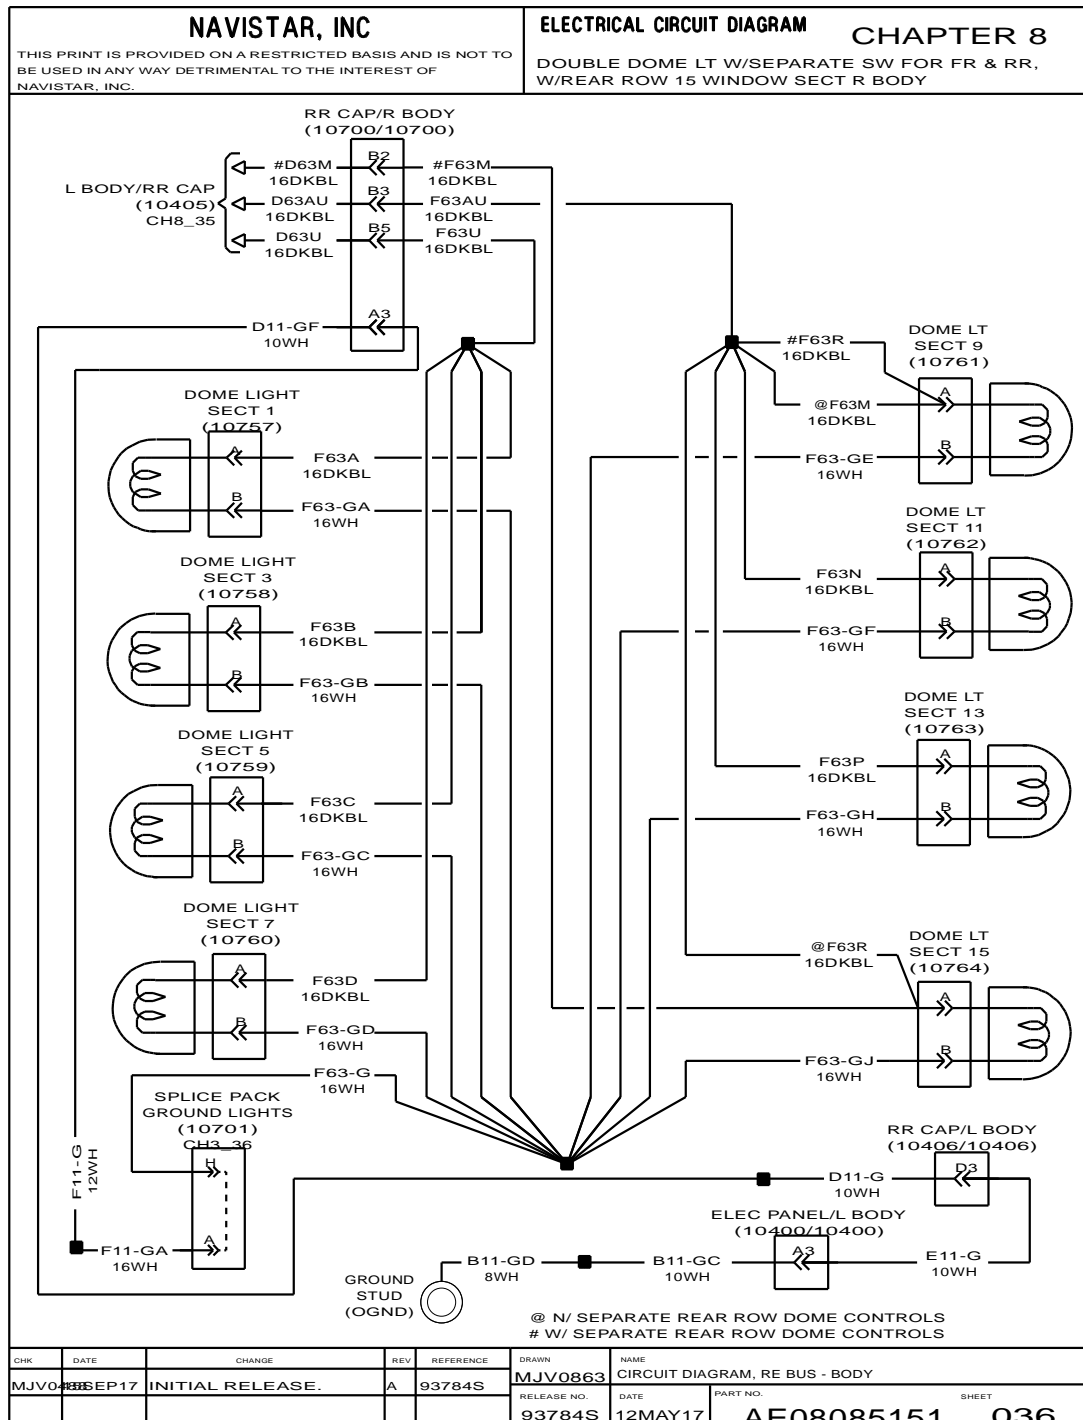 NAVISTAR, INC
THIS PRINT IS PROVIDED ON A RESTRICTED BASIS AND IS NOT TO
BE USED IN ANY WAY DETRIMENTAL TO THE INTEREST OF
NAVISTAR, INC.
ELECTRICAL CIRCUIT DIAGRAM
CHAPTER 8
DOUBLE DOME LT W/SEPARATE SW FOR FR & RR,
W/REAR ROW 15 WINDOW SECT R BODY
RR CAP/R BODY
(10700/10700)
L BODY/RR CAP
(10405)
CH8_35
#D63M
16DKBL
B2
#F63M
16DKBL
D63AU
16DKBL
B3
F63AU
16DKBL
D63U
16DKBL
B5
F63U
16DKBL
D11-GF
10WH
A3
DOME LIGHT
SECT 1
(10757)
A
F63A
16DKBL
B
F63-GA
16WH
DOME LIGHT
SECT 3
(10758)
A
F63B
16DKBL
B
F63-GB
16WH
DOME LIGHT
SECT 5
(10759)
A
F63C
16DKBL
B
F63-GC
16WH
DOME LIGHT
SECT 7
(10760)
A
F63D
16DKBL
B
F63-GD
16WH
F63-G
16WH
SPLICE PACK
GROUND LIGHTS
(10701)
CH3_36
H
A
F11-G
12WH
F11-GA
16WH
DOME LT
SECT 9
(10761)
#F63R
16DKBL
A
@F63M
16DKBL
B
F63-GE
16WH
DOME LT
SECT 11
(10762)
A
F63N
16DKBL
B
F63-GF
16WH
DOME LT
SECT 13
(10763)
A
F63P
16DKBL
B
F63-GH
16WH
DOME LT
SECT 15
(10764)
@F63R
16DKBL
A
B
F63-GJ
16WH
RR CAP/L BODY
(10406/10406)
D11-G
10WH
D3
ELEC PANEL/L BODY
(10400/10400)
A3
E11-G
10WH
B11-GC
10WH
B11-GD
8WH
GROUND
STUD
(OGND)
@ N/ SEPARATE REAR ROW DOME CONTROLS
# W/ SEPARATE REAR ROW DOME CONTROLS
CHK DATE CHANGE REV REFERENCE
INITIAL RELEASE. A 93784S
DRAWN
MJV0863
NAME
CIRCUIT DIAGRAM, RE BUS - BODY
RELEASE NO.
93784S
DATE
12MAY17
PART NO.
AE08085151
SHEET
036